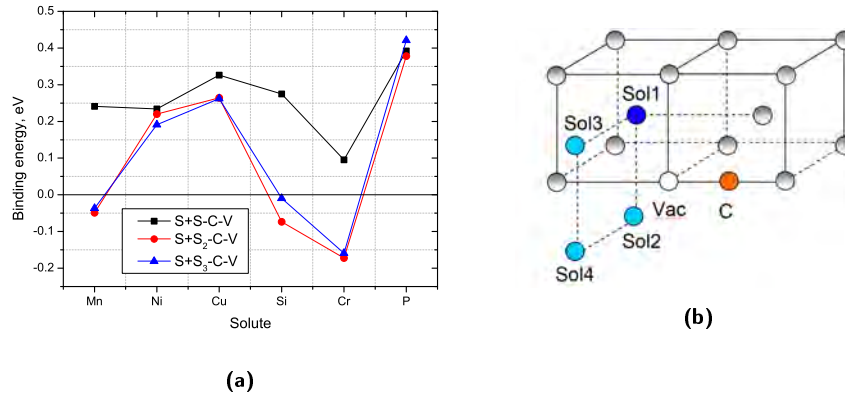 0.5
0.4
0.3
0.2
0.1
0.0
-0.1
-0.2
Binding energy, eV
S+S-C-V
S+S₂-C-V
S+S₃-C-V
Mn Ni Cu Si Cr P
Solute
(a)
Sol1
Sol3
Vac C
Sol2
Sol4
(b)